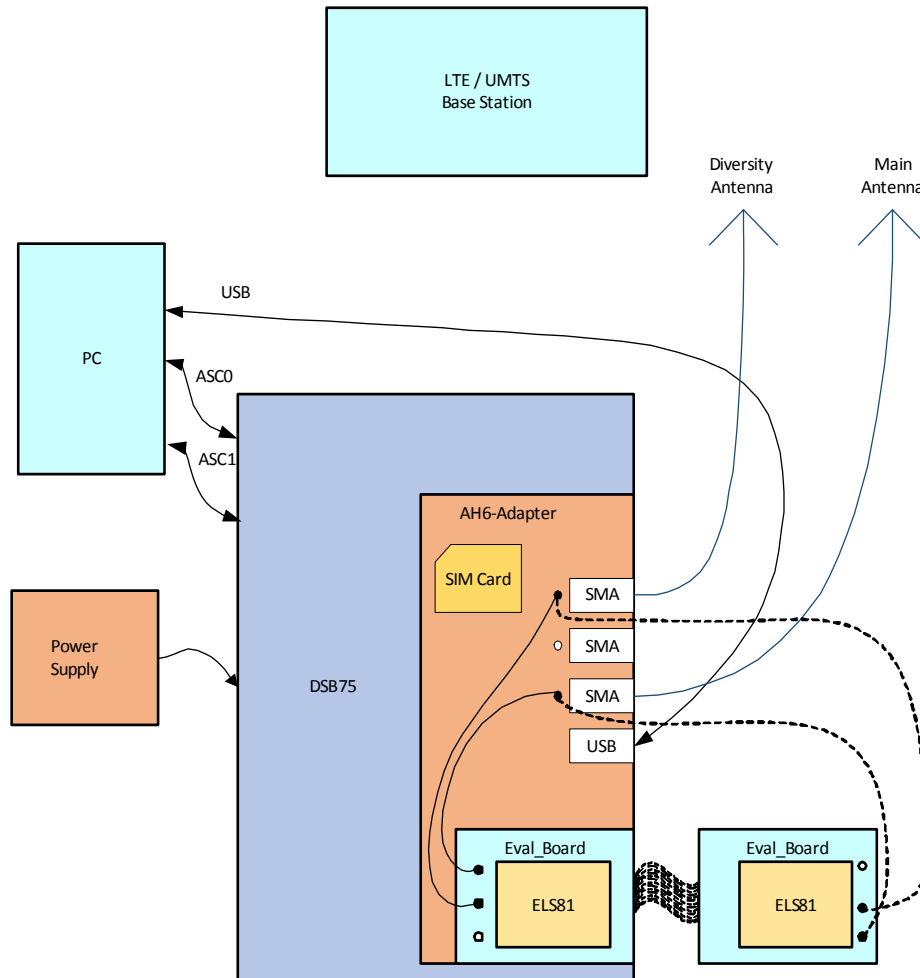 LTE / UMTS
Base Station
Diversity
Antenna
Main
Antenna
USB
PC
ASC0
ASC1
AH6-Adapter
SIM Card
SMA
SMA
Power
Supply
DSB75
SMA
USB
Eval_Board
ELS81
Eval_Board
ELS81